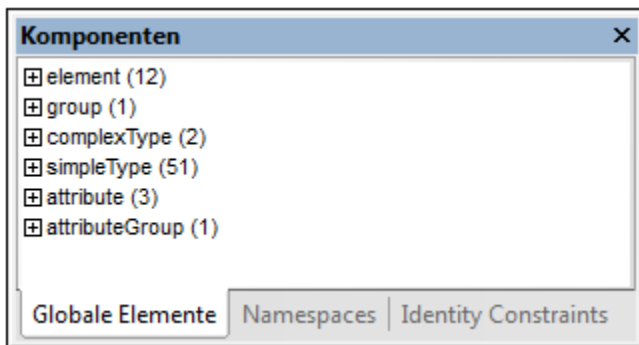 Komponenten
element (12)
group (1)
complexType (2)
simpleType (51)
attribute (3)
attributeGroup (1)
Globale Elemente Namespaces Identity Constraints